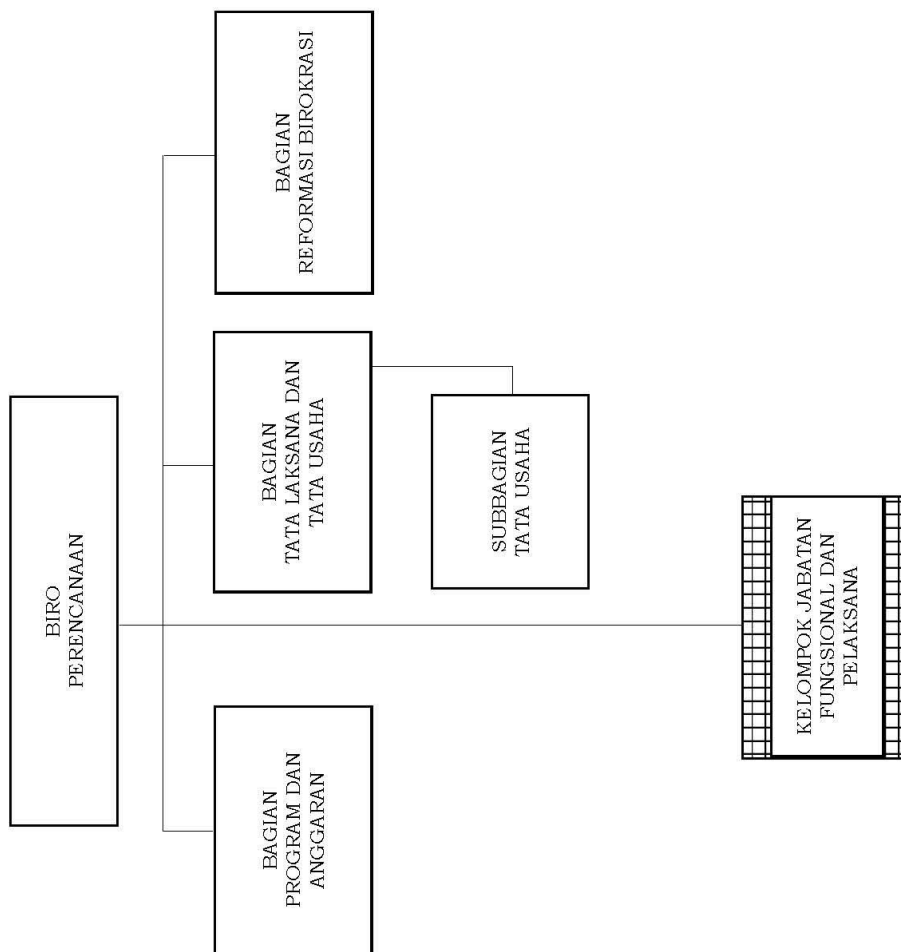 BIRO
PERENCANAAN
BAGIAN
PROGRAM DAN
ANGGARAN
BAGIAN
TATA LAKSANA DAN
TATA USAHA
BAGIAN
REFORMASI BIROKRASI
SUBBAGIAN
TATA USAHA
KELOMPOK JABATAN
FUNGSIONAL DAN
PELAKSANA